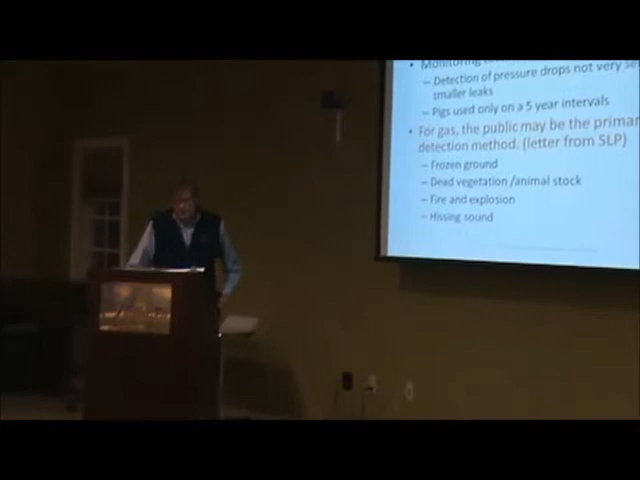 • Monitoring
– Detection of pressure drops not very se
smaller leaks
– Pigs used only on a 5 year intervals
• For gas, the public may be the primar
detection method. (letter from SLP)
– Frozen ground
– Dead vegetation/animal stock
– Fire and explosion
– Hissing sound